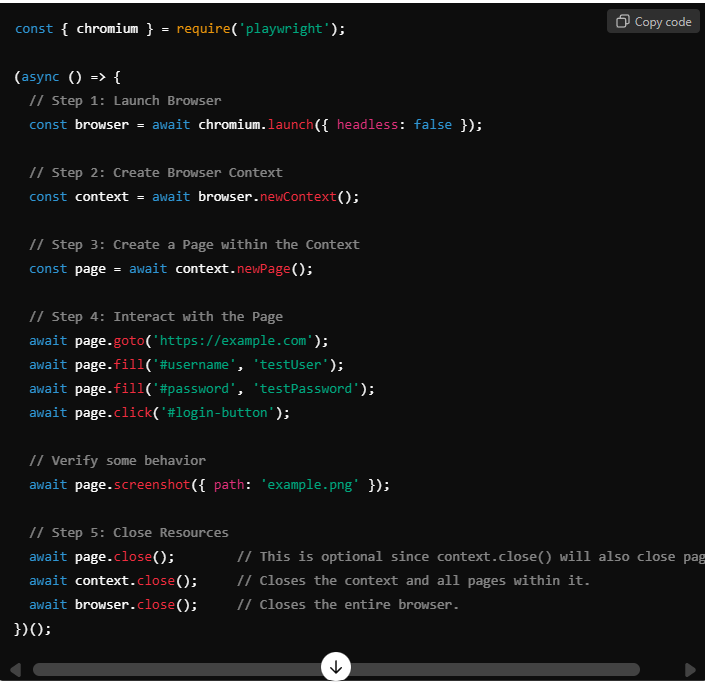 Copy code
const { chromium } = require('playwright');
(async () => {
// Step 1: Launch Browser
const browser = await chromium.launch({ headless: false });
// Step 2: Create Browser Context
const context = await browser.newContext();
// Step 3: Create a Page within the Context
const page = await context.newPage();
// Step 4: Interact with the Page
await page.goto('https://example.com');
await page.fill('#username', 'testUser');
await page.fill('#password', 'testPassword');
await page.click('#login-button');
// Verify some behavior
await page.screenshot({ path: 'example.png' });
// Step 5: Close Resources
await page.close(); // This is optional since context.close() will also close pag
await context.close(); // Closes the context and all pages within it.
await browser.close(); // Closes the entire browser.
})();